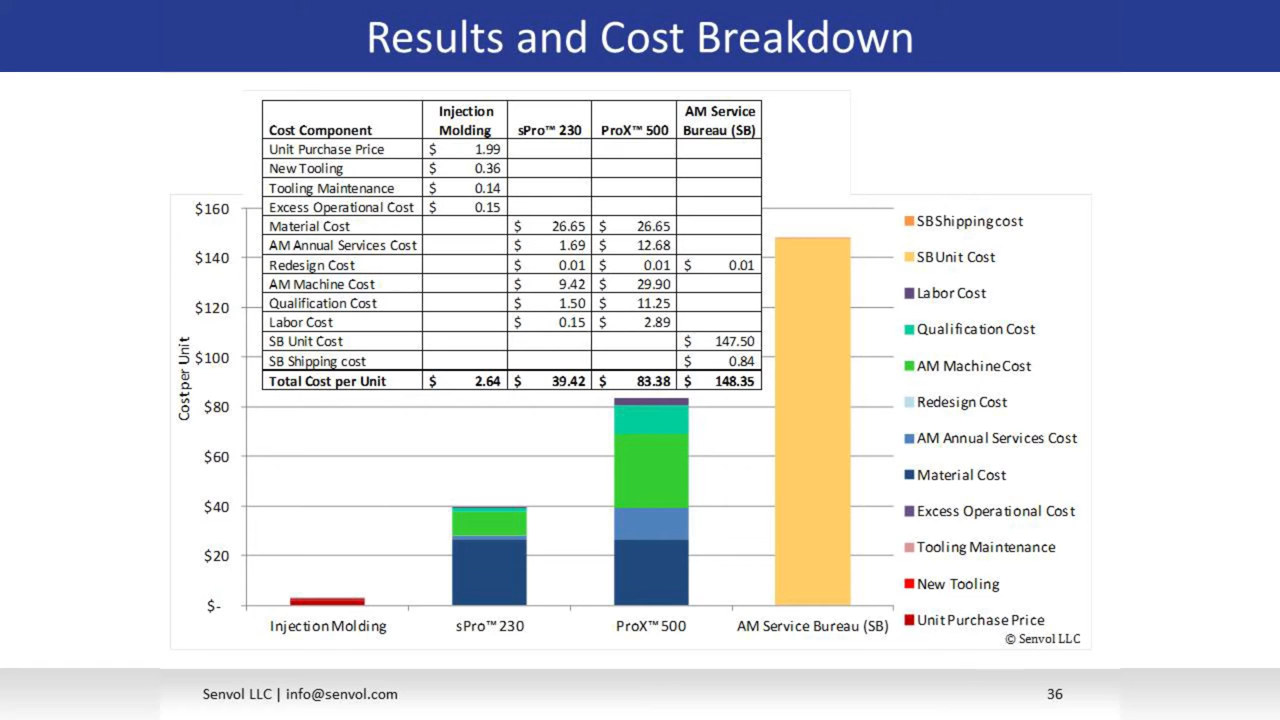 Results and Cost Breakdown
Cost Component Injection Molding sPro™ 230 ProX™ 500 AM Service Bureau (SB)
Unit Purchase Price $ 1.99
New Tooling $ 0.36
Tooling Maintenance $ 0.14
Excess Operational Cost $ 0.15
Material Cost $ 26.65 $ 26.65
AM Annual Services Cost $ 1.69 $ 12.68
Redesign Cost $ 0.01 $ 0.01 $ 0.01
AM Machine Cost $ 9.42 $ 29.90
Qualification Cost $ 1.50 $ 11.25
Labor Cost $ 0.15 $ 2.89
SB Unit Cost $ 147.50
SB Shipping cost $ 0.84
Total Cost per Unit $ 2.64 $ 39.42 $ 83.38 $ 148.35
Cost per Unit
$160
$140
$120
$100
$80
$60
$40
$20
$-
Injection Molding sPro™ 230 ProX™ 500 AM Service Bureau (SB)
SB Shipping cost
SB Unit Cost
Labor Cost
Qualification Cost
AM Machine Cost
Redesign Cost
AM Annual Services Cost
Material Cost
Excess Operational Cost
Tooling Maintenance
New Tooling
Unit Purchase Price
© Senvol LLC
Senvol LLC | info@senvol.com 36